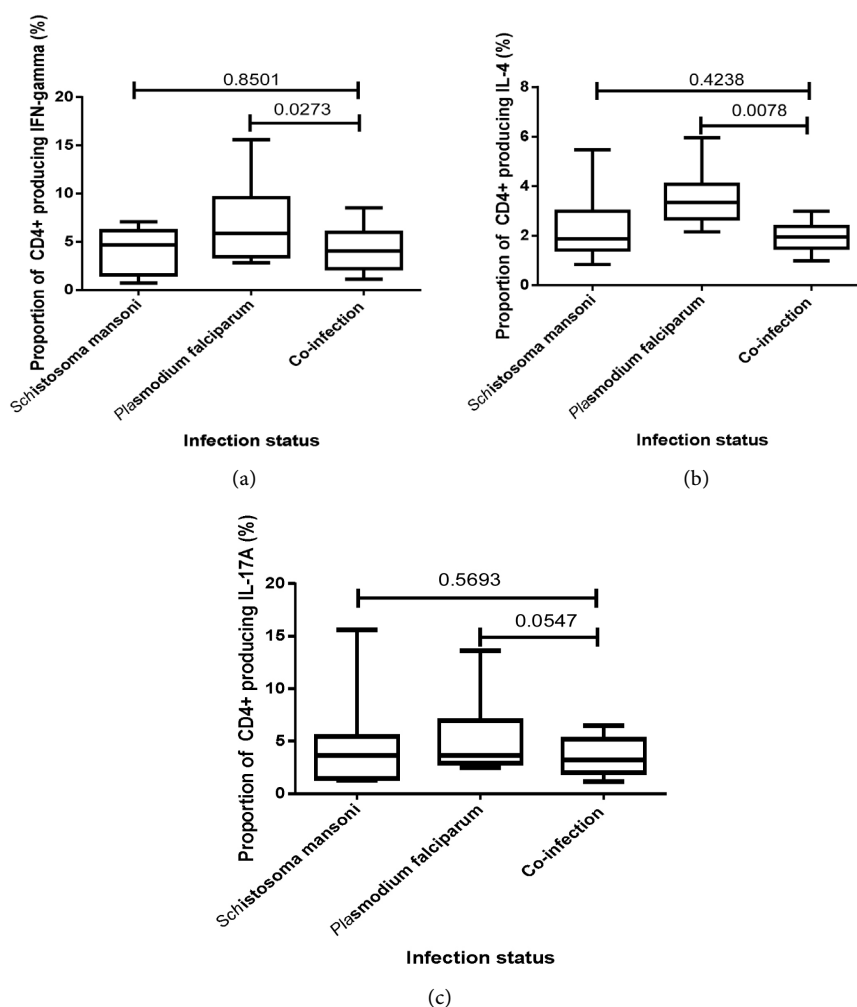 Proportion of CD4+ producing IFN-gamma (%)
20
15
10
5
0
0.8501
0.0273
Schistosoma mansoni
Plasmodium falciparum
Co-infection
Infection status
(a)
Proportion of CD4+ producing IL-4 (%)
8
6
4
2
0
0.4238
0.0078
Schistosoma mansoni
Plasmodium falciparum
Co-infection
Infection status
(b)
Proportion of CD4+ producing IL-17A (%)
20
15
10
5
0
0.5693
0.0547
Schistosoma mansoni
Plasmodium falciparum
Co-infection
Infection status
(c)